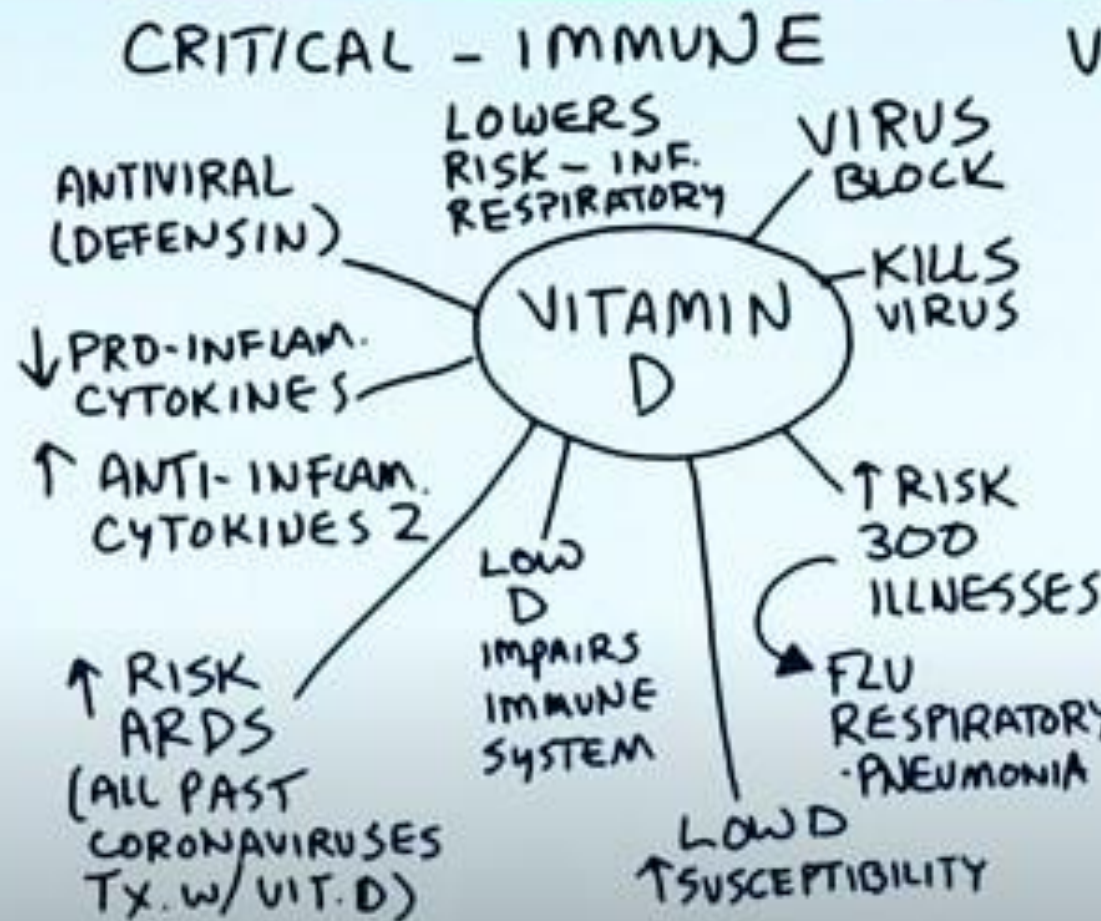 CRITICAL - IMMUNE
V
LOWERS
RISK - INF.
RESPIRATORY
VIRUS
BLOCK
ANTIVIRAL
(DEFENSIN)
KILLS
VIRUS
VITAMIN
D
↓ PRO-INFLAM.
CYTOKINES
↑ ANTI-INFLAM.
CYTOKINES 2
↑ RISK
300
ILLNESSES
LOW
D
IMPAIRS
IMMUNE
SYSTEM
↑ RISK
ARDS
(ALL PAST
CORONAVIRUSES
TX. W/ VIT. D)
FLU
RESPIRATORY
-PNEUMONIA
LOW D
↑ SUSCEPTIBILITY